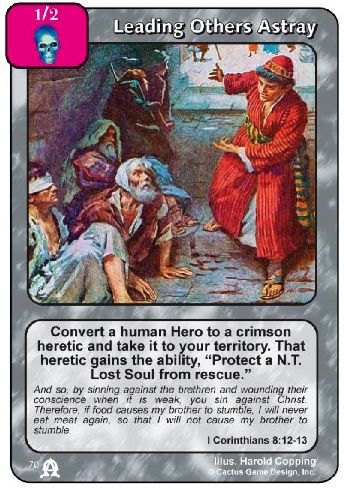 1/2
Leading Others Astray
Convert a human Hero to a crimson
heretic and take it to your territory. That
heretic gains the ability, “Protect a N.T.
Lost Soul from rescue.”
And so, by sinning against the brethren and wounding their
conscience when it is weak, you sin against Christ.
Therefore, if food causes my brother to stumble, I will never
eat meat again, so that I will not cause my brother to
stumble.
I Corinthians 8:12-13
70
Illus. Harold Copping
© Cactus Game Design, Inc.